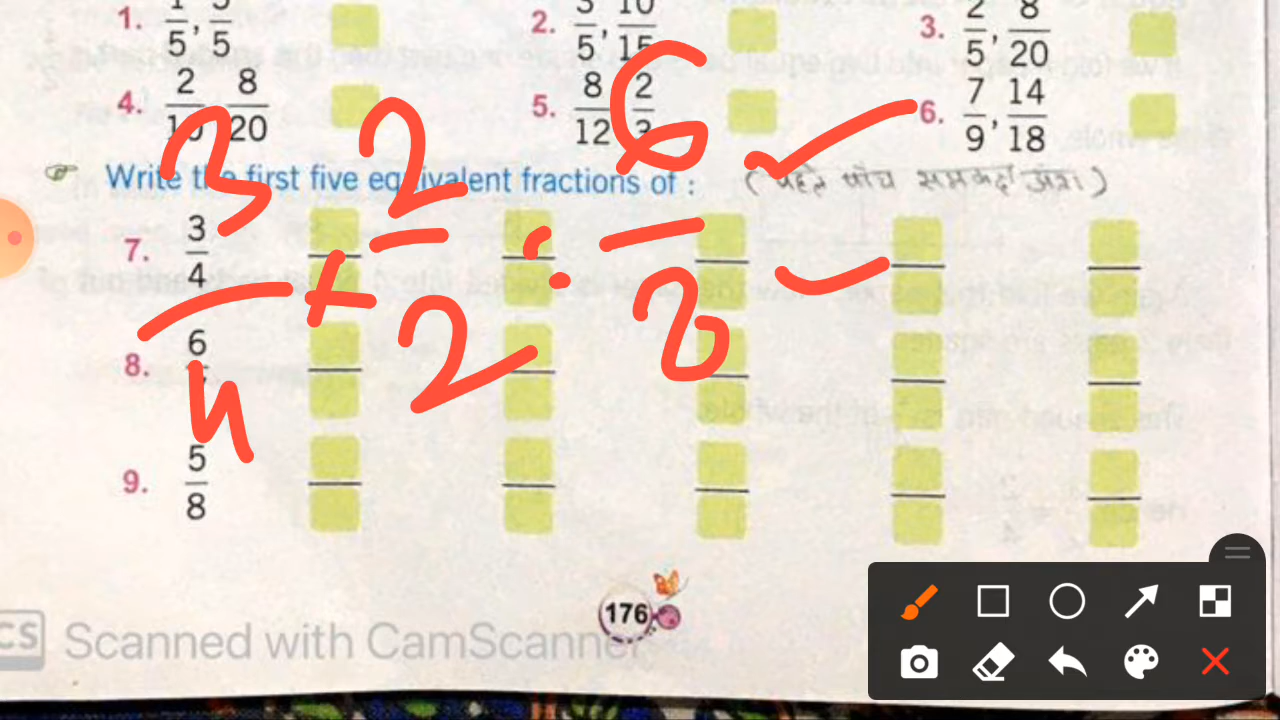 1. 1/5, 5/5 2. 3/5, 10/15 3. 2/5, 8/20
4. 2/10, 8/20 5. 8/12, 2/3 6. 7/9, 14/18
Write the first five equivalent fractions of : (पहले पाँच समकक्ष अंश)
7. 3/4
3/4 × 2/2 = 6/8
8. 6
9. 5/8
176
CS Scanned with CamScanner